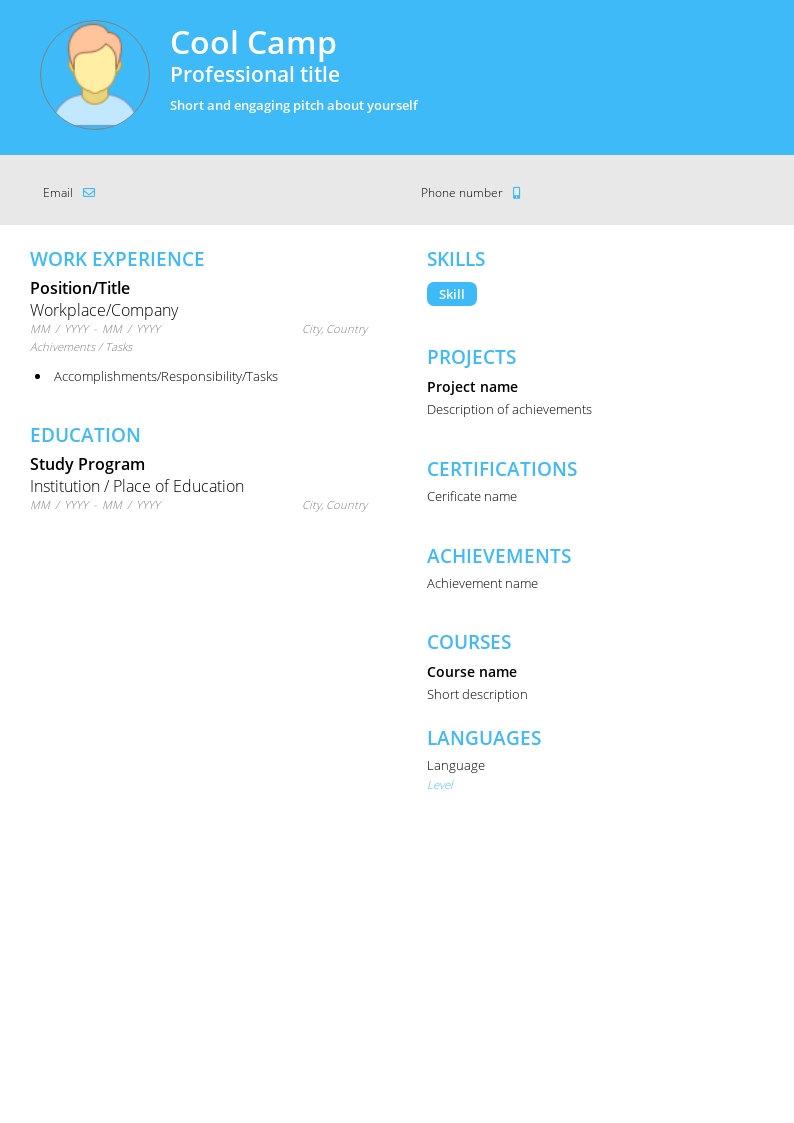 Cool Camp
Professional title
Short and engaging pitch about yourself
Email
Phone number
WORK EXPERIENCE
Position/Title
Workplace/Company
MM / YYYY - MM / YYYY
City, Country
Achivements / Tasks
• Accomplishments/Responsibility/Tasks
EDUCATION
Study Program
Institution / Place of Education
MM / YYYY - MM / YYYY
City, Country
SKILLS
Skill
PROJECTS
Project name
Description of achievements
CERTIFICATIONS
Cerificate name
ACHIEVEMENTS
Achievement name
COURSES
Course name
Short description
LANGUAGES
Language
Level